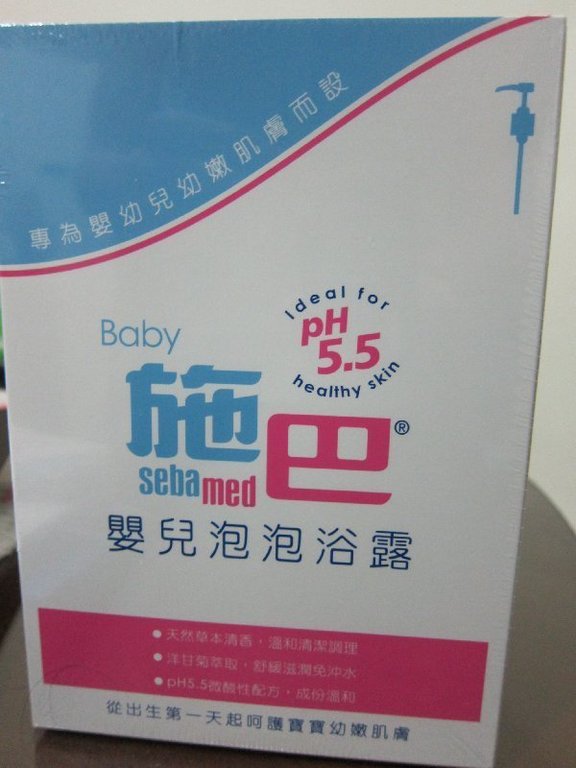 專為嬰幼兒幼嫩肌膚而設
Baby
Ideal for
pH
5.5
healthy skin
施巴®
sebamed
嬰兒泡泡浴露
● 天然草本清香，溫和清潔調理
● 洋甘菊萃取，舒緩滋潤免沖水
● pH5.5微酸性配方，成份溫和
從出生第一天起呵護寶寶幼嫩肌膚